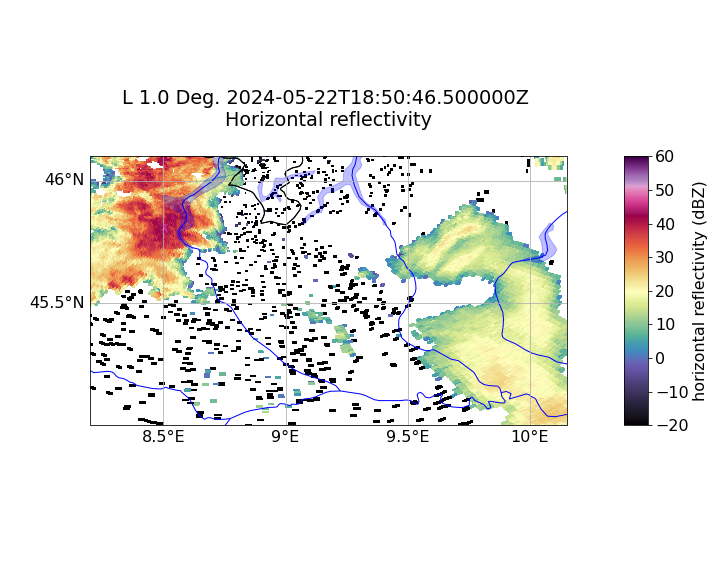 L 1.0 Deg. 2024-05-22T18:50:46.500000Z
Horizontal reflectivity
46°N
45.5°N
8.5°E
9°E
9.5°E
10°E
60
50
40
30
20
10
0
−10
−20
horizontal reflectivity (dBZ)